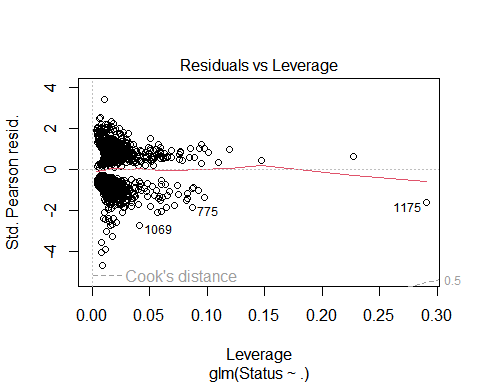 Residuals vs Leverage
Std. Pearson resid.
4
2
0
-2
-4
1069
775
1175
Cook's distance
0.5
0.00 0.05 0.10 0.15 0.20 0.25 0.30
Leverage
glm(Status ~ .)